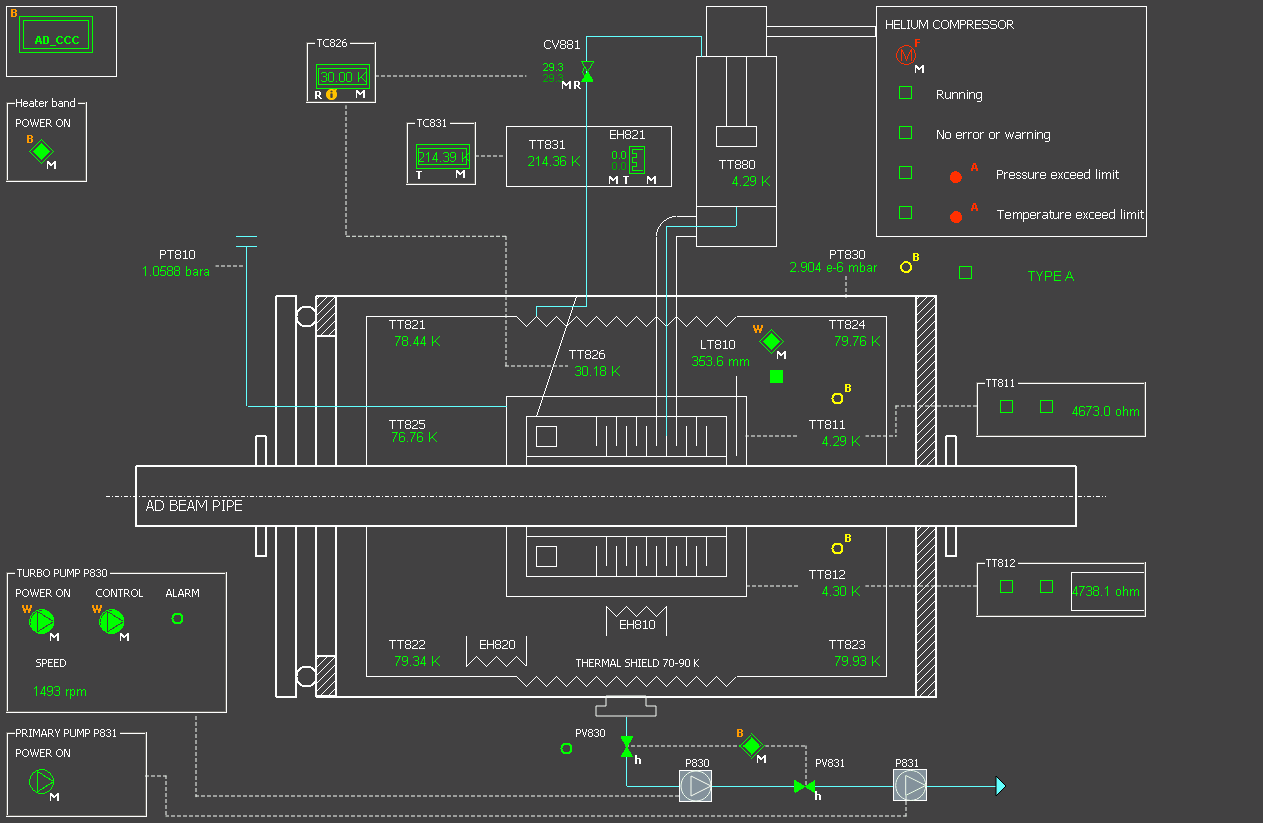 B
AD_CCC
Heater band
POWER ON
B
M
TC826
30.00 K
R i M
CV881
29.3
29.3
M R
TC831
214.39 K
T M
TT831
214.36 K
EH821
0.0
0.0
M T M
TT880
4.29 K
HELIUM COMPRESSOR
F
M
M
Running
No error or warning
A
Pressure exceed limit
A
Temperature exceed limit
PT810
1.0588 bara
PT830
2.904 e-6 mbar
B
TYPE A
TT821
78.44 K
TT826
30.18 K
LT810
353.6 mm
W
M
TT824
79.76 K
B
TT825
76.76 K
TT811
4.29 K
TT811
4673.0 ohm
AD BEAM PIPE
B
TT812
4.30 K
TT812
4738.1 ohm
TURBO PUMP P830
POWER ON CONTROL ALARM
W W
M M
SPEED
1493 rpm
EH810
TT822
79.34 K
EH820
THERMAL SHIELD 70-90 K
TT823
79.93 K
PRIMARY PUMP P831
POWER ON
M
PV830
h
B
M
P830
PV831
h
P831